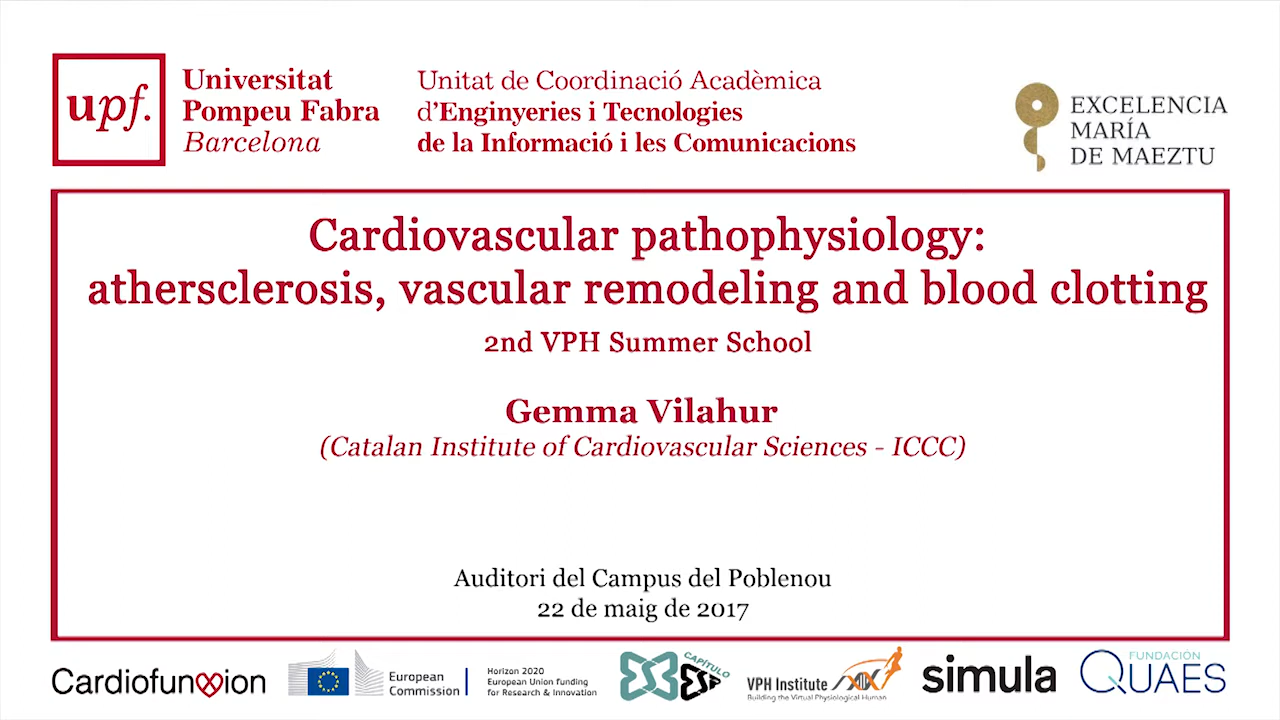 upf.
Universitat
Pompeu Fabra
Barcelona
Unitat de Coordinació Acadèmica
d'Enginyeries i Tecnologies
de la Informació i les Comunicacions
EXCELENCIA
MARÍA
DE MAEZTU
Cardiovascular pathophysiology:
athersclerosis, vascular remodeling and blood clotting
2nd VPH Summer School
Gemma Vilahur
(Catalan Institute of Cardiovascular Sciences - ICCC)
Auditori del Campus del Poblenou
22 de maig de 2017
Cardiofunxion
European
Commission
Horizon 2020
European Union funding
for Research & Innovation
CAPÍTULO
ESP
VPH Institute
Building the Virtual Physiological Human
simula
FUNDACIÓN
QUAES